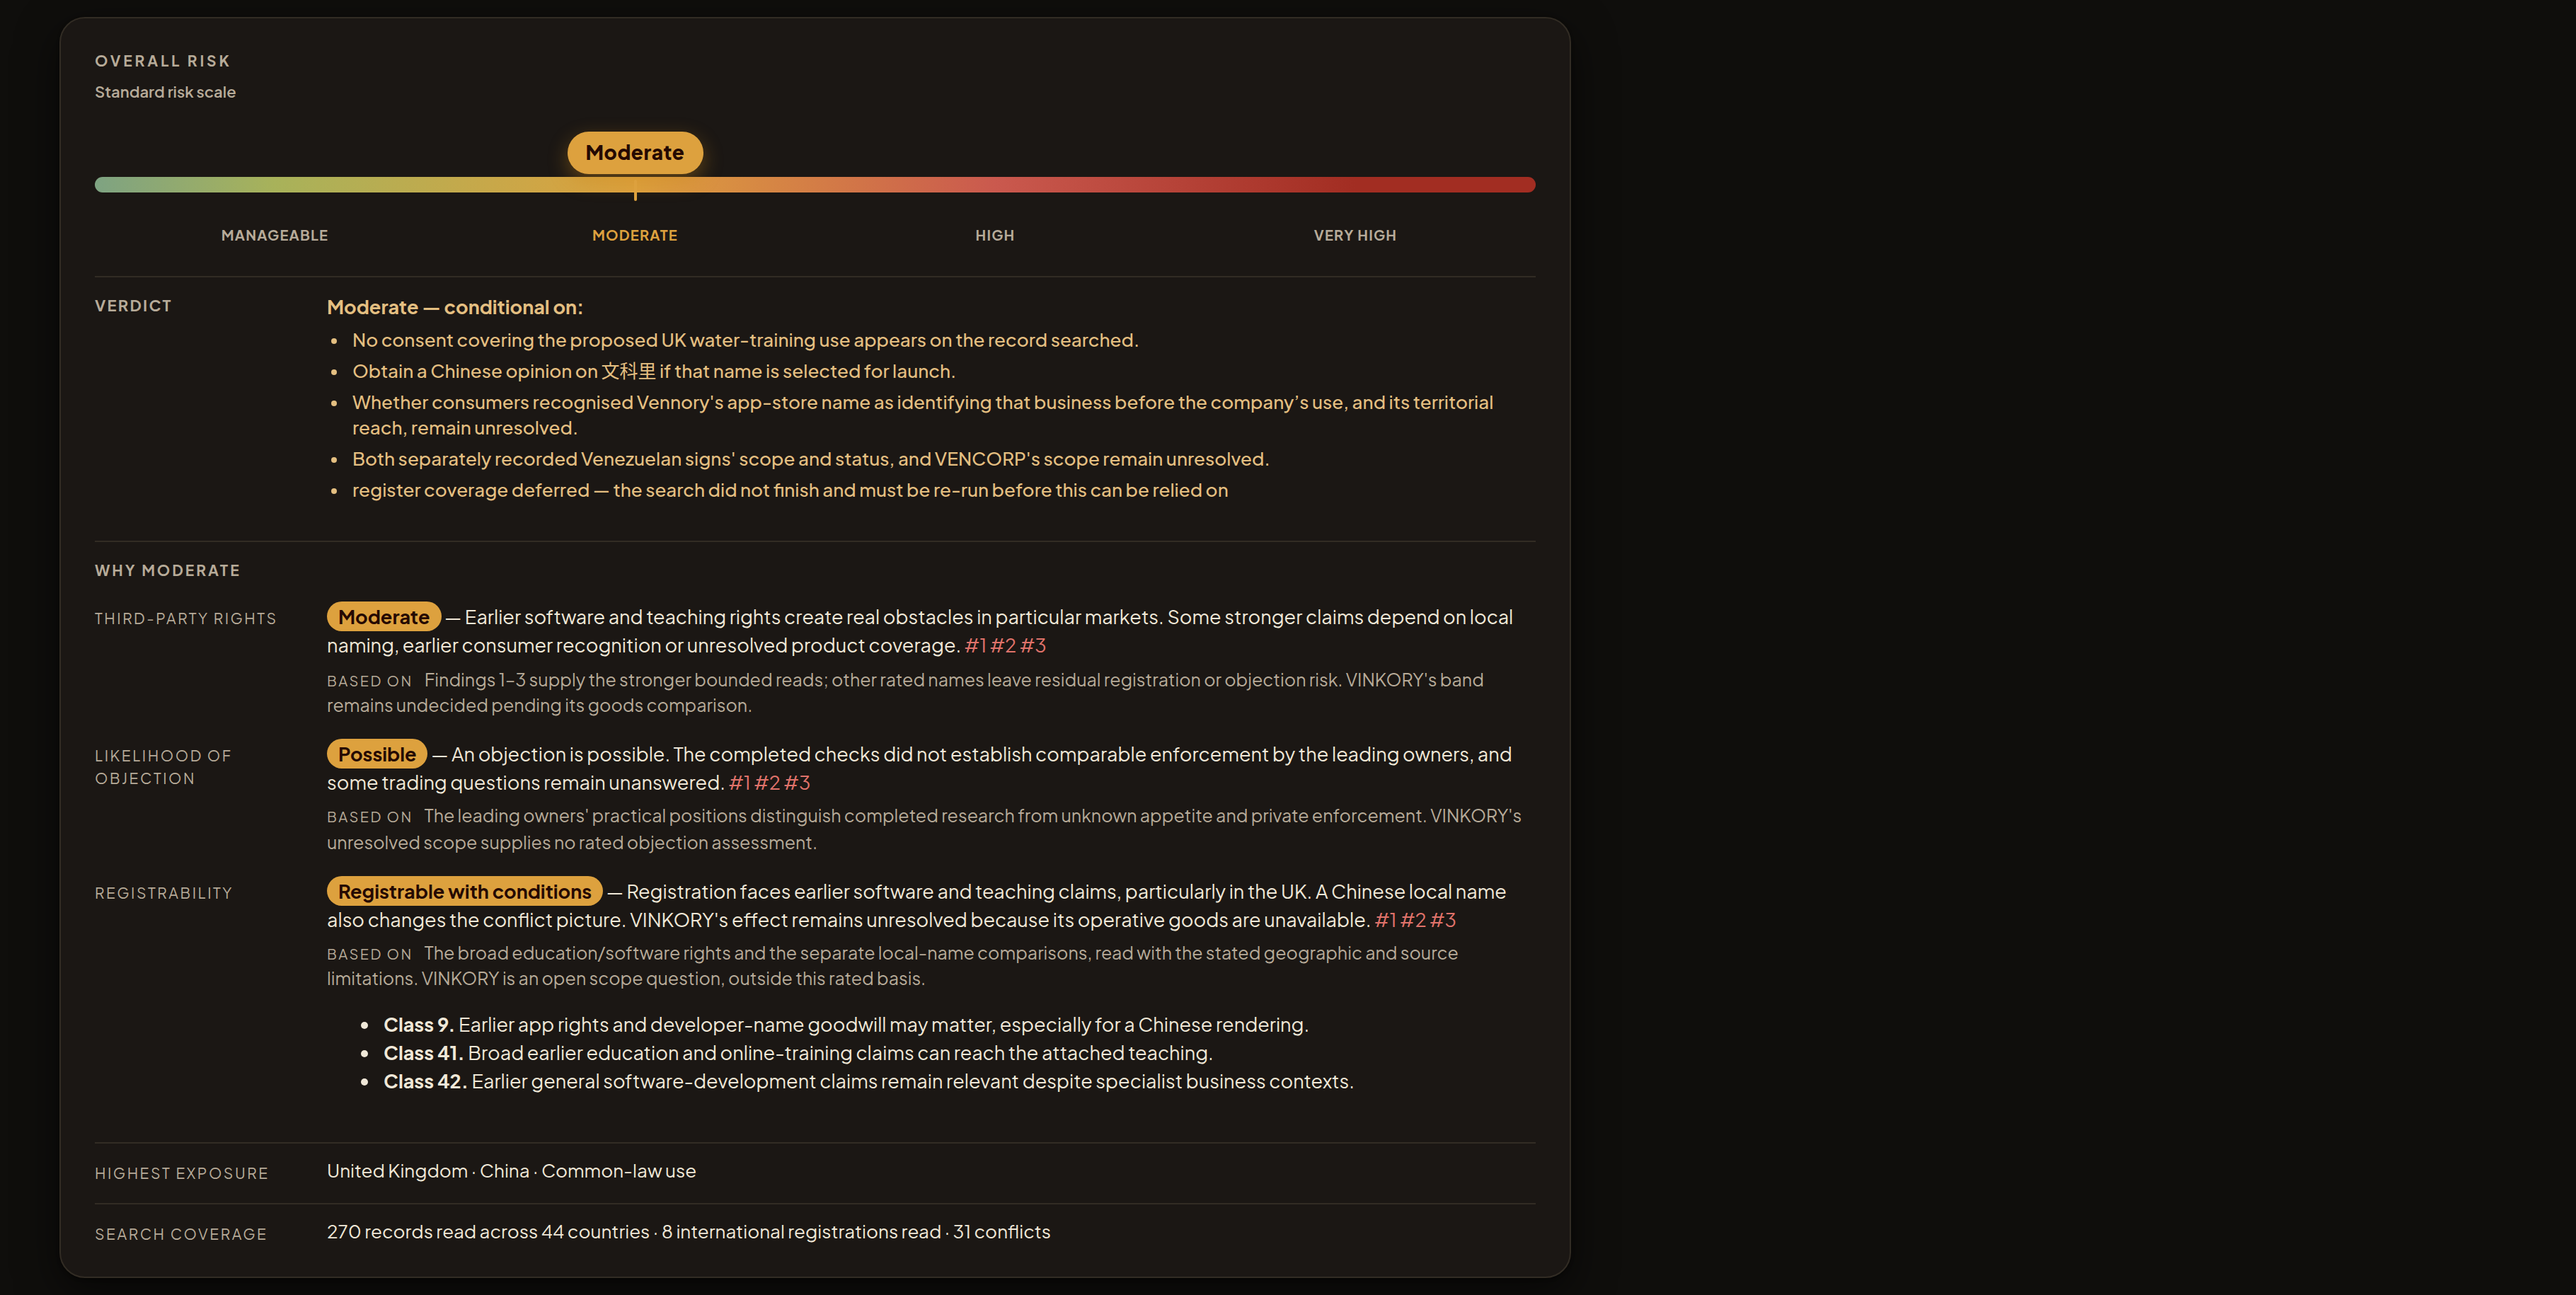 OVERALL RISK
Standard risk scale
Moderate
MANAGEABLE
MODERATE
HIGH
VERY HIGH
VERDICT
Moderate — conditional on:
• No consent covering the proposed UK water-training use appears on the record searched.
• Obtain a Chinese opinion on 文科里 if that name is selected for launch.
• Whether consumers recognised Vennory's app-store name as identifying that business before the company’s use, and its territorial
reach, remain unresolved.
• Both separately recorded Venezuelan signs' scope and status, and VENCORP's scope remain unresolved.
• register coverage deferred — the search did not finish and must be re-run before this can be relied on
WHY MODERATE
THIRD-PARTY RIGHTS
Moderate — Earlier software and teaching rights create real obstacles in particular markets. Some stronger claims depend on local
naming, earlier consumer recognition or unresolved product coverage. #1 #2 #3
BASED ON Findings 1–3 supply the stronger bounded reads; other rated names leave residual registration or objection risk. VINKORY's band
remains undecided pending its goods comparison.
LIKELIHOOD OF
OBJECTION
Possible — An objection is possible. The completed checks did not establish comparable enforcement by the leading owners, and
some trading questions remain unanswered. #1 #2 #3
BASED ON The leading owners' practical positions distinguish completed research from unknown appetite and private enforcement. VINKORY's
unresolved scope supplies no rated objection assessment.
REGISTRABILITY
Registrable with conditions — Registration faces earlier software and teaching claims, particularly in the UK. A Chinese local name
also changes the conflict picture. VINKORY's effect remains unresolved because its operative goods are unavailable. #1 #2 #3
BASED ON The broad education/software rights and the separate local-name comparisons, read with the stated geographic and source
limitations. VINKORY is an open scope question, outside this rated basis.
• Class 9. Earlier app rights and developer-name goodwill may matter, especially for a Chinese rendering.
• Class 41. Broad earlier education and online-training claims can reach the attached teaching.
• Class 42. Earlier general software-development claims remain relevant despite specialist business contexts.
HIGHEST EXPOSURE
United Kingdom · China · Common-law use
SEARCH COVERAGE
270 records read across 44 countries · 8 international registrations read · 31 conflicts